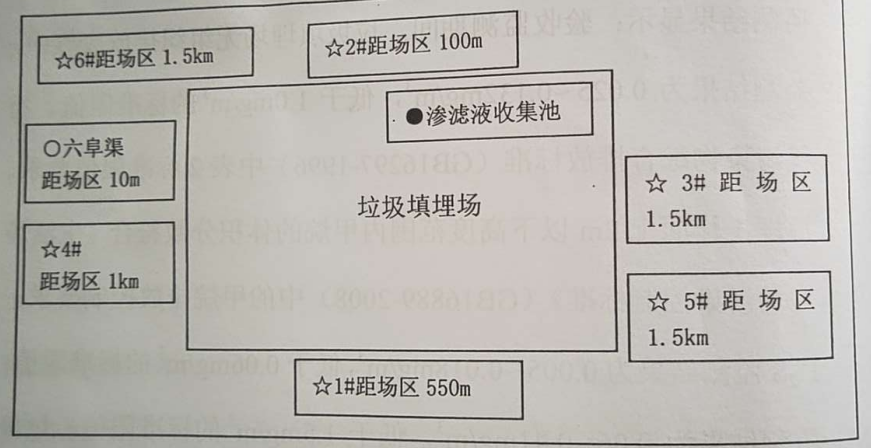 ☆6#距场区 1.5km
☆2#距场区 100m
●渗滤液收集池
○六阜渠
距场区 10m
垃圾填埋场
☆ 3# 距 场 区
1.5km
☆4#
距场区 1km
☆ 5# 距 场 区
1.5km
☆1#距场区 550m